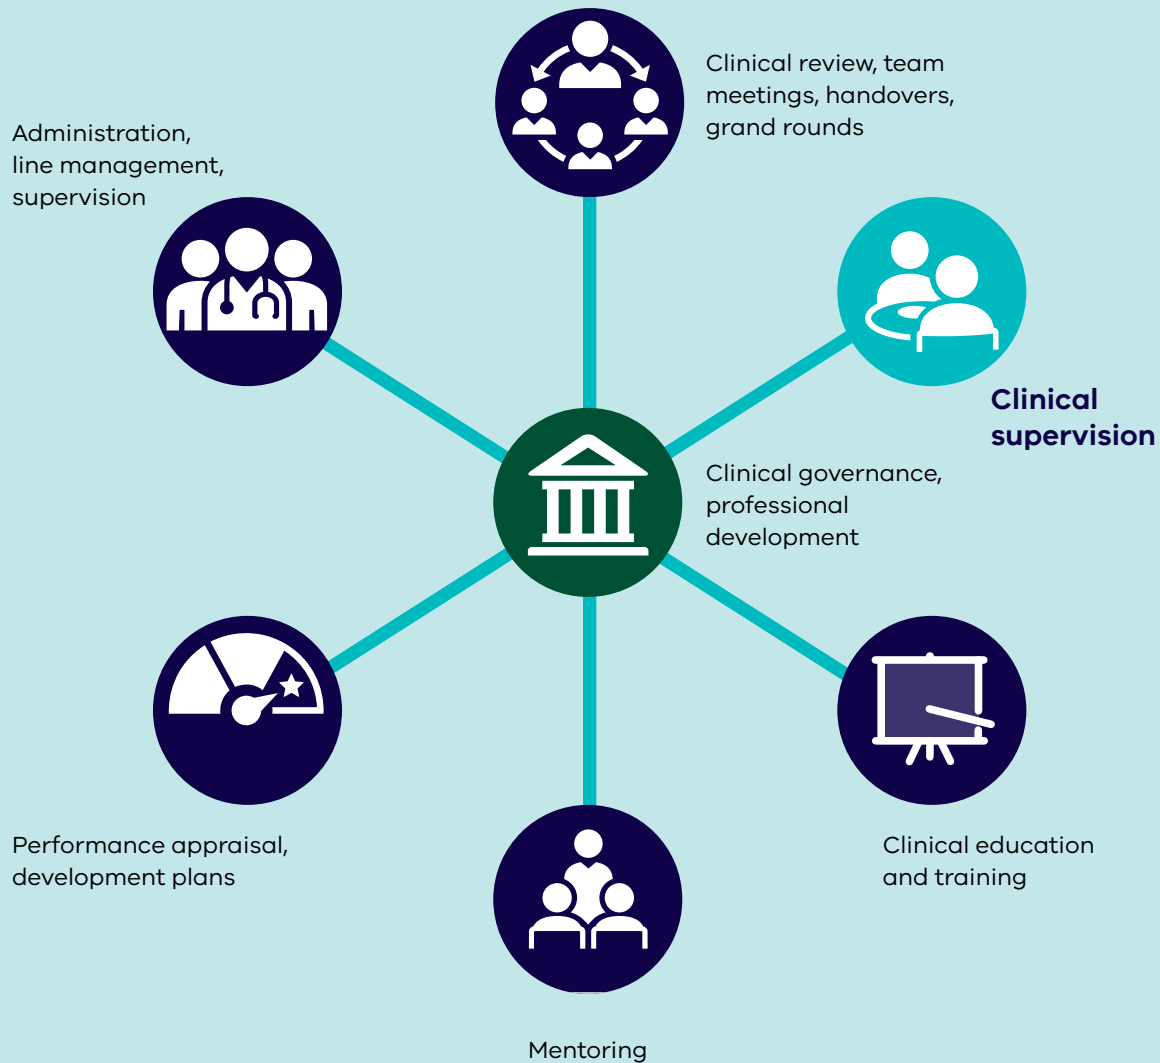 Clinical review, team
meetings, handovers,
grand rounds
Administration,
line management,
supervision
Clinical
supervision
Clinical governance,
professional
development
Performance appraisal,
development plans
Clinical education
and training
Mentoring